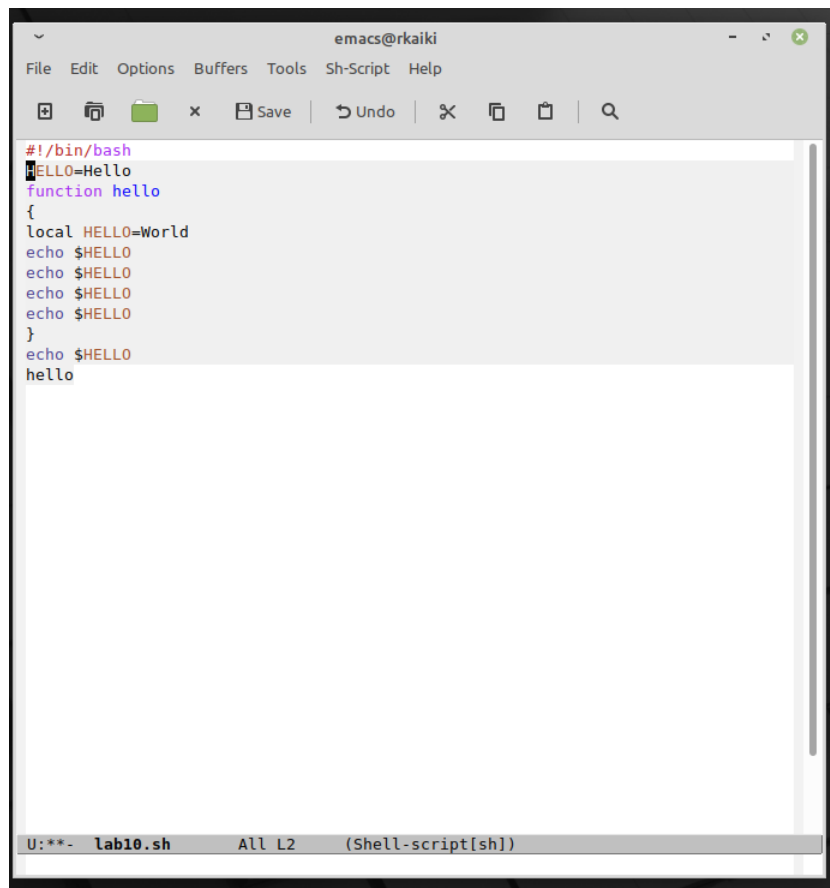 emacs@rkaiki
File Edit Options Buffers Tools Sh-Script Help
Save Undo
#!/bin/bash
HELLO=Hello
function hello
{
local HELLO=World
echo $HELLO
echo $HELLO
echo $HELLO
echo $HELLO
}
echo $HELLO
hello
U:**- lab10.sh All L2 (Shell-script[sh])